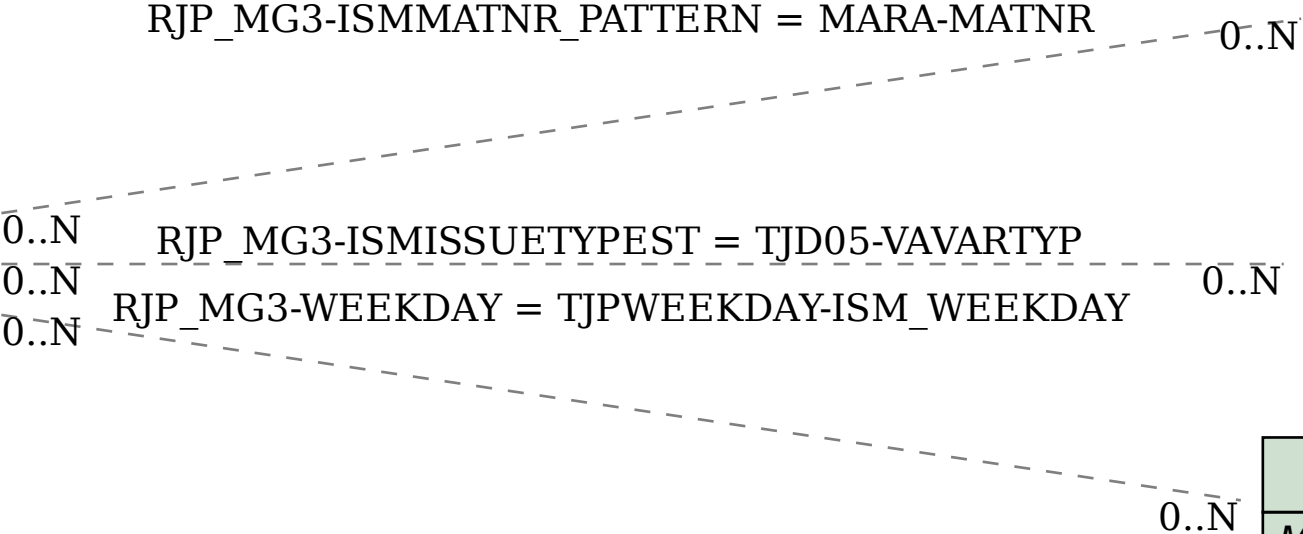 RJP_MG3-ISMMATNR_PATTERN = MARA-MATNR
0..N
0..N
RJP_MG3-ISMISSUETYPEST = TJD05-VAVARTYP
0..N
0..N
RJP_MG3-WEEKDAY = TJPWEEKDAY-ISM_WEEKDAY
0..N
0..N